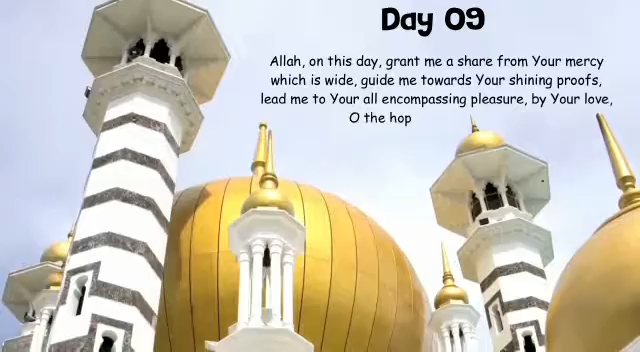 Day 09
Allah, on this day, grant me a share from Your mercy
which is wide, guide me towards Your shining proofs,
lead me to Your all encompassing pleasure, by Your love,
O the hop